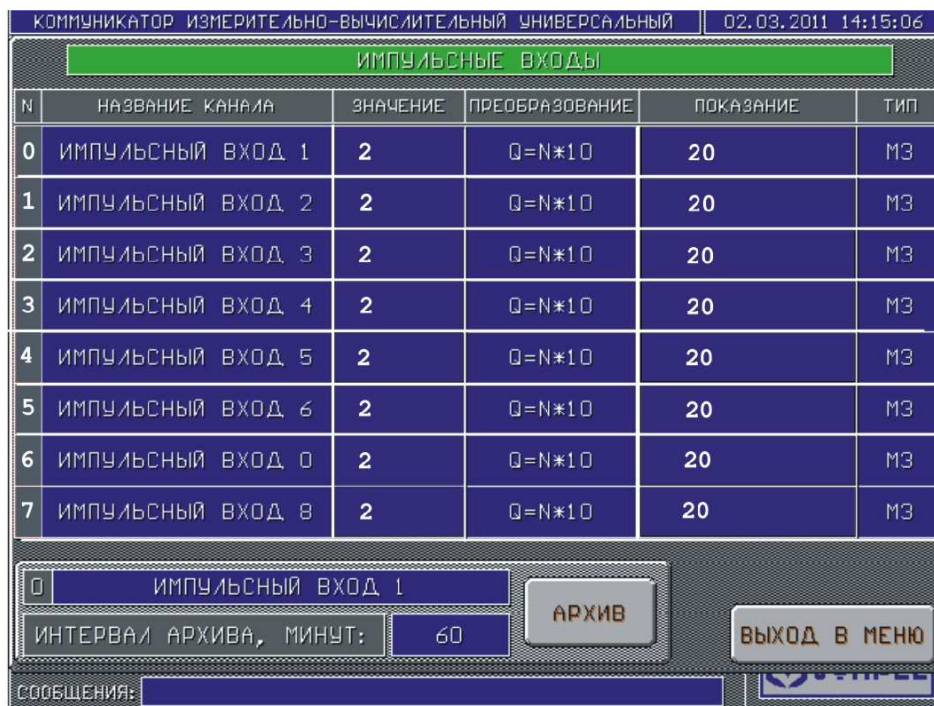 КОММУНИКАТОР ИЗМЕРИТЕЛЬНО-ВЫЧИСЛИТЕЛЬНЫЙ УНИВЕРСАЛЬНЫЙ 02.03.2011 14:15:06
ИМПУЛЬСНЫЕ ВХОДЫ
N НАЗВАНИЕ КАНАЛА ЗНАЧЕНИЕ ПРЕОБРАЗОВАНИЕ ПОКАЗАНИЕ ТИП
0 ИМПУЛЬСНЫЙ ВХОД 1 2 Q=N*10 20 М3
1 ИМПУЛЬСНЫЙ ВХОД 2 2 Q=N*10 20 М3
2 ИМПУЛЬСНЫЙ ВХОД 3 2 Q=N*10 20 М3
3 ИМПУЛЬСНЫЙ ВХОД 4 2 Q=N*10 20 М3
4 ИМПУЛЬСНЫЙ ВХОД 5 2 Q=N*10 20 М3
5 ИМПУЛЬСНЫЙ ВХОД 6 2 Q=N*10 20 М3
6 ИМПУЛЬСНЫЙ ВХОД 0 2 Q=N*10 20 М3
7 ИМПУЛЬСНЫЙ ВХОД 8 2 Q=N*10 20 М3
0 ИМПУЛЬСНЫЙ ВХОД 1
АРХИВ
ИНТЕРВАЛ АРХИВА, МИНУТ: 60
ВЫХОД В МЕНЮ
СООБЩЕНИЯ: